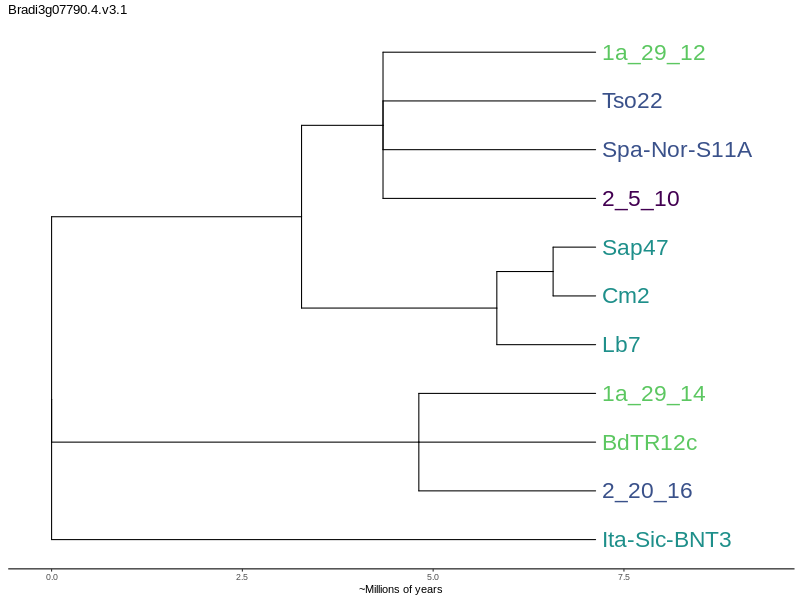 Bradi3g07790.4.v3.1
1a_29_12
Tso22
Spa-Nor-S11A
2_5_10
Sap47
Cm2
Lb7
1a_29_14
BdTR12c
2_20_16
Ita-Sic-BNT3
0.0 2.5 5.0 7.5
~Millions of years